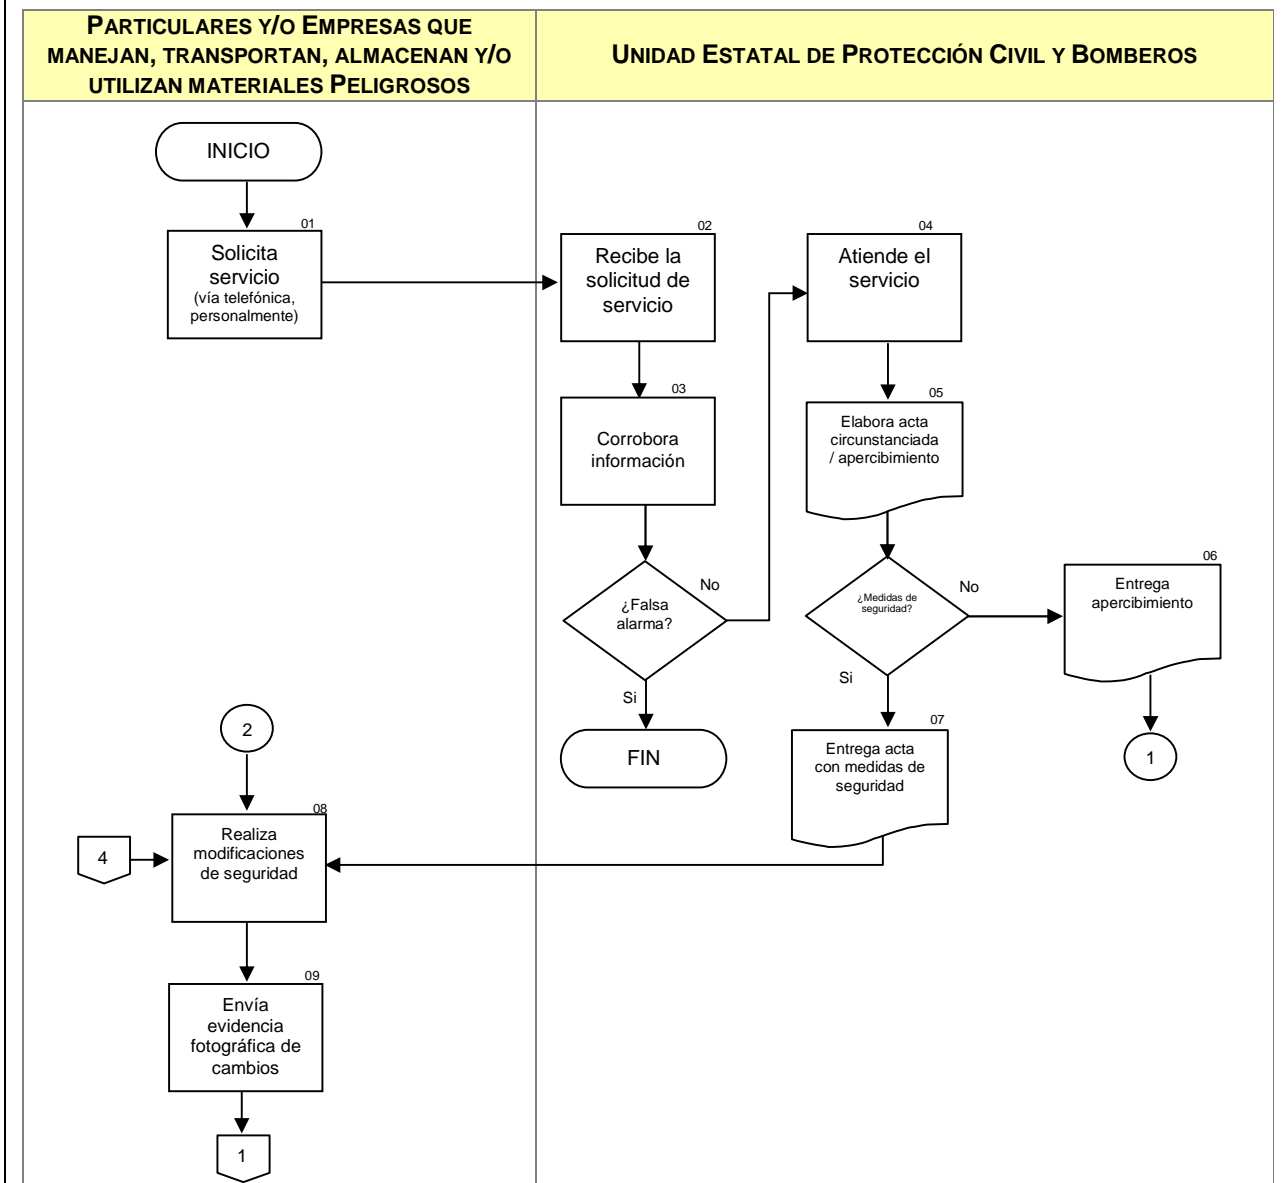 PARTICULARES Y/O EMPRESAS QUE
MANEJAN, TRANSPORTAN, ALMACENAN Y/O
UTILIZAN MATERIALES PELIGROSOS
UNIDAD ESTATAL DE PROTECCIÓN CIVIL Y BOMBEROS
INICIO
01
Solicita
servicio
(vía telefónica,
personalmente)
02
Recibe la
solicitud de
servicio
03
Corrobora
información
¿Falsa
alarma?
No
Si
FIN
04
Atiende el
servicio
05
Elabora acta
circunstanciada
/ apercibimiento
¿Medidas de
seguridad?
No
Si
06
Entrega
apercibimiento
1
07
Entrega acta
con medidas de
seguridad
2
4
08
Realiza
modificaciones
de seguridad
09
Envía
evidencia
fotográfica de
cambios
1